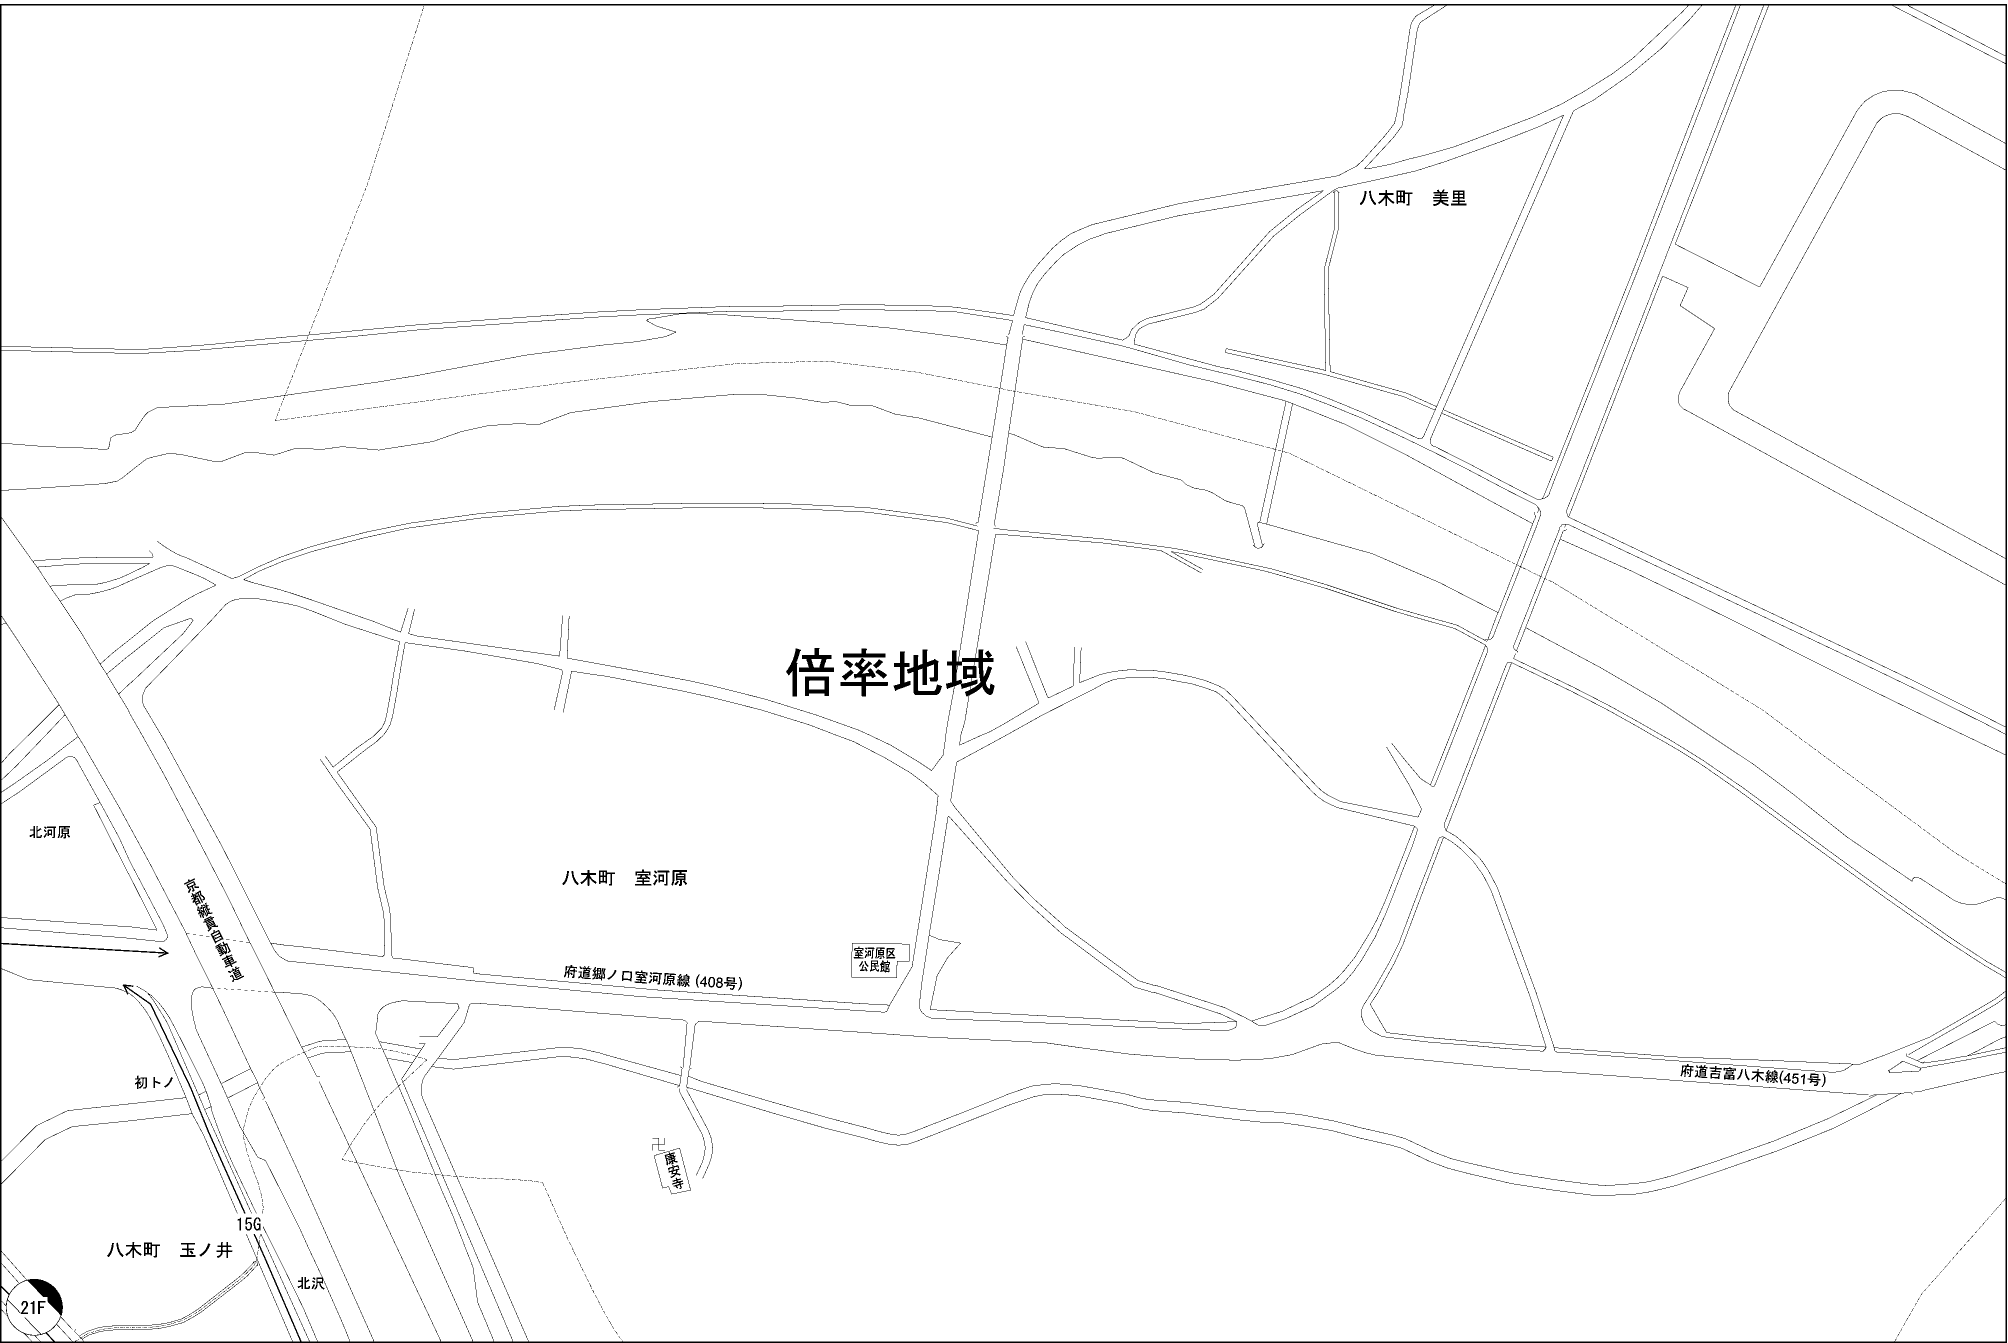 八木町　美里
倍率地域
北河原
京都縦貫自動車道
八木町　室河原
室河原区
公民館
府道郷ノ口室河原線(408号)
初トノ
府道吉富八木線(451号)
康安寺
15G
八木町　玉ノ井
北沢
21F